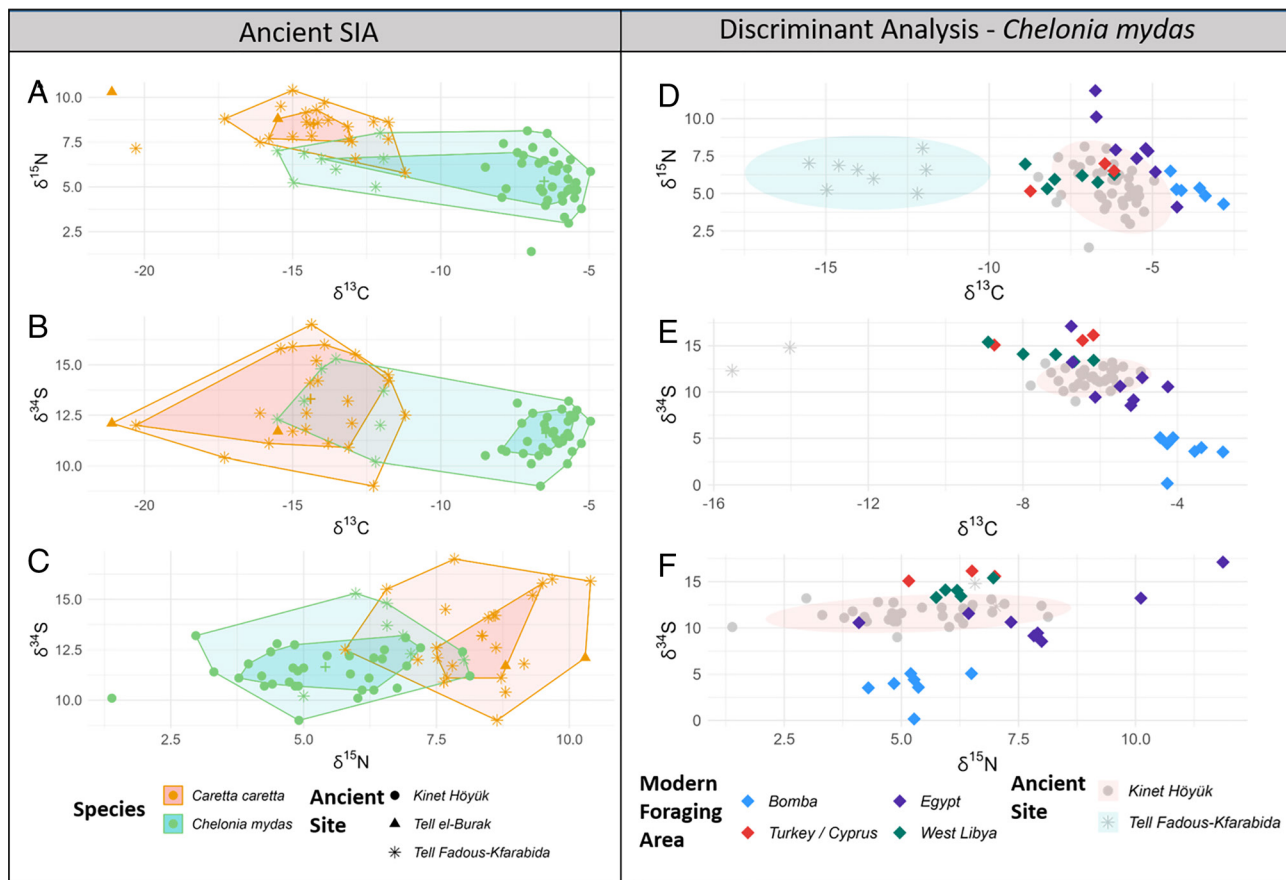 Ancient SIA
Discriminant Analysis - Chelonia mydas
A
10.0
7.5
5.0
2.5
δ¹⁵N
-20
-15
-10
-5
δ¹³C
B
15.0
12.5
10.0
δ³⁴S
-20
-15
-10
-5
δ¹³C
C
15.0
12.5
10.0
δ³⁴S
2.5
5.0
7.5
10.0
δ¹⁵N
Species
Caretta caretta
Chelonia mydas
Ancient
Site
Kinet Höyük
Tell el-Burak
Tell Fadous-Kfarabida
D
10.0
7.5
5.0
2.5
δ¹⁵N
-15
-10
-5
δ¹³C
E
15
10
5
0
δ³⁴S
-16
-12
-8
-4
δ¹³C
F
15
10
5
0
δ³⁴S
2.5
5.0
7.5
10.0
δ¹⁵N
Modern
Foraging
Area
Bomba
Turkey / Cyprus
Egypt
West Libya
Ancient
Site
Kinet Höyük
Tell Fadous-Kfarabida